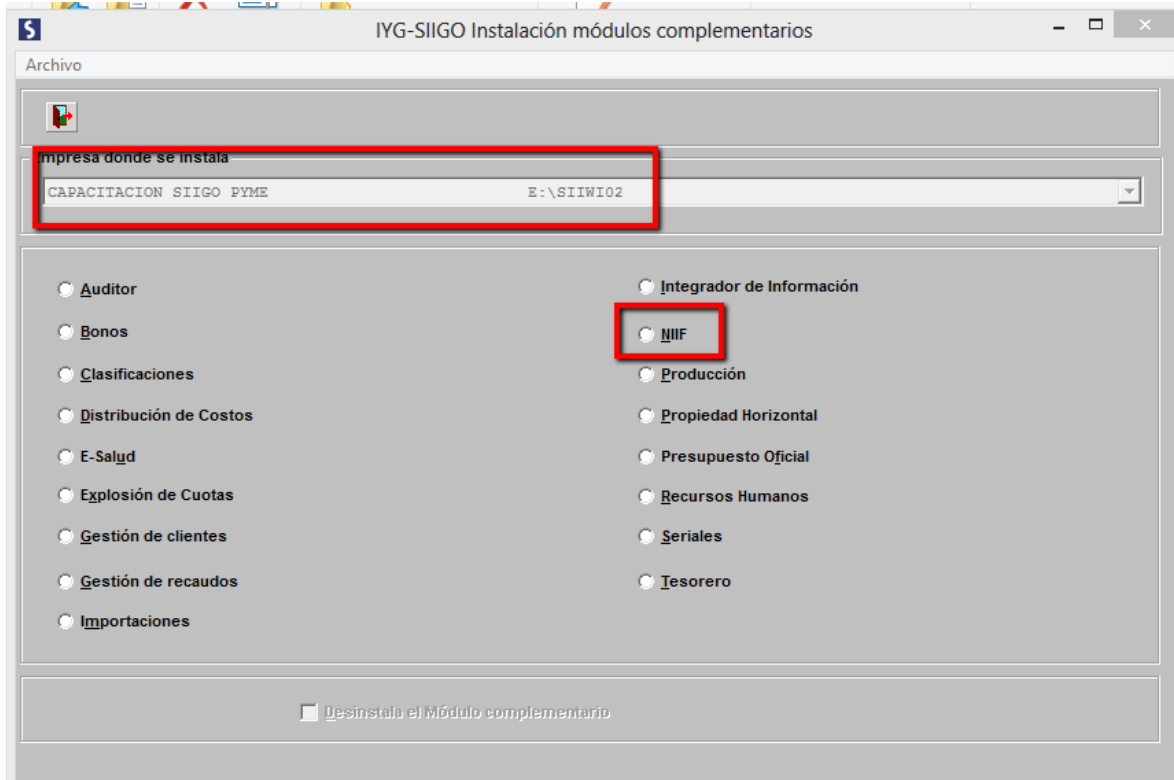 IYG-SIIGO Instalación módulos complementarios
Archivo
Empresa donde se instala
CAPACITACION SIIGO PYME E:\SIIWI02
Auditor
Bonos
Clasificaciones
Distribución de Costos
E-Salud
Explosión de Cuotas
Gestión de clientes
Gestión de recaudos
Importaciones
Integrador de Información
NIIF
Producción
Propiedad Horizontal
Presupuesto Oficial
Recursos Humanos
Seriales
Tesorero
Desinstala el Módulo complementario